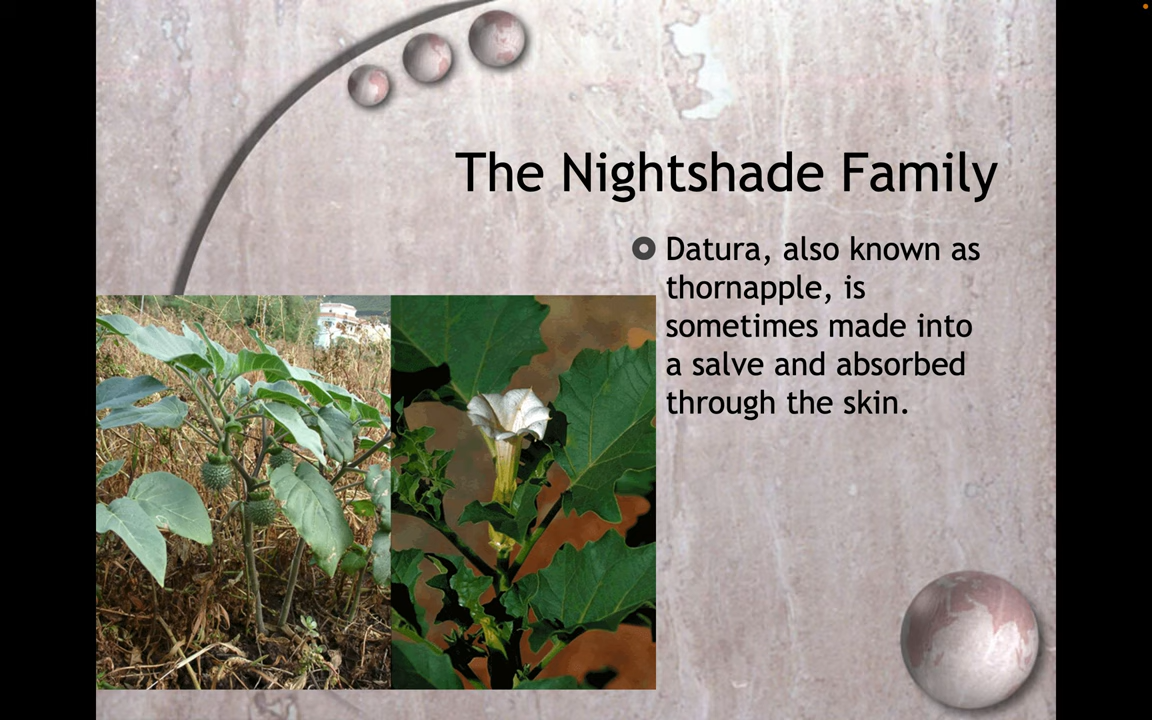 The Nightshade Family
Datura, also known as
thornapple, is
sometimes made into
a salve and absorbed
through the skin.